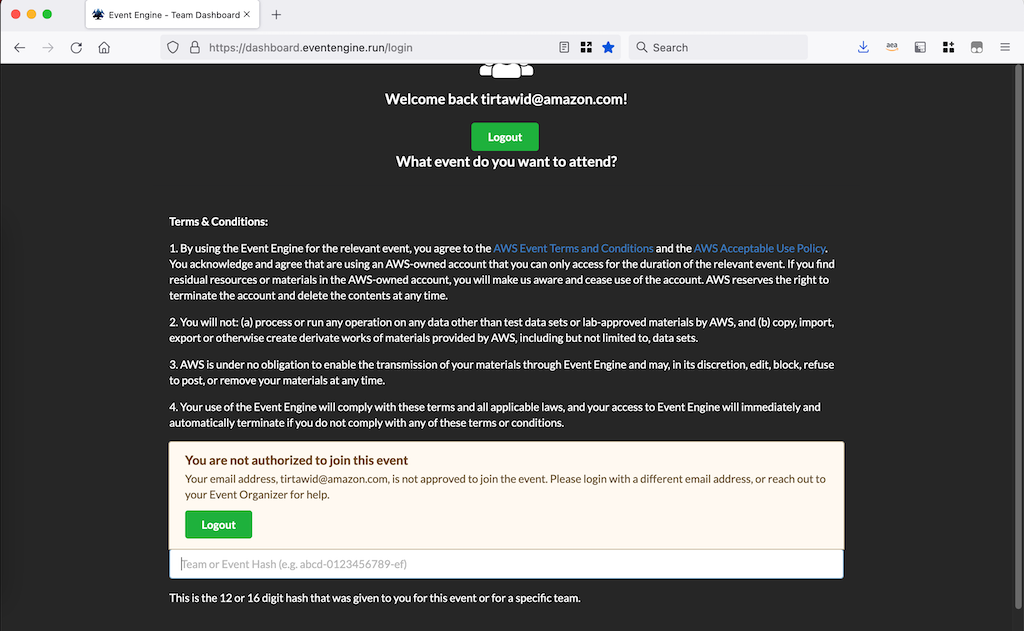 Event Engine - Team Dashboard
https://dashboard.eventengine.run/login
Search
aea
Welcome back tirtawid@amazon.com!
Logout
What event do you want to attend?
Terms & Conditions:
1. By using the Event Engine for the relevant event, you agree to the AWS Event Terms and Conditions and the AWS Acceptable Use Policy.
You acknowledge and agree that are using an AWS-owned account that you can only access for the duration of the relevant event. If you find
residual resources or materials in the AWS-owned account, you will make us aware and cease use of the account. AWS reserves the right to
terminate the account and delete the contents at any time.
2. You will not: (a) process or run any operation on any data other than test data sets or lab-approved materials by AWS, and (b) copy, import,
export or otherwise create derivate works of materials provided by AWS, including but not limited to, data sets.
3. AWS is under no obligation to enable the transmission of your materials through Event Engine and may, in its discretion, edit, block, refuse
to post, or remove your materials at any time.
4. Your use of the Event Engine will comply with these terms and all applicable laws, and your access to Event Engine will immediately and
automatically terminate if you do not comply with any of these terms or conditions.
You are not authorized to join this event
Your email address, tirtawid@amazon.com, is not approved to join the event. Please login with a different email address, or reach out to
your Event Organizer for help.
Logout
Team or Event Hash (e.g. abcd-0123456789-ef)
This is the 12 or 16 digit hash that was given to you for this event or for a specific team.